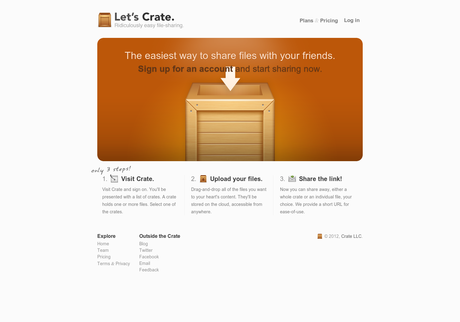 Let's Crate.
Ridiculously easy file-sharing.
Plans & Pricing Log In
The easiest way to share files with your friends.
Sign up for an account and start sharing now.
only 3 steps!
1. Visit Crate.
Visit Crate and sign on. You'll be
presented with a list of crates. A crate
holds one or more files. Select one of
the crates.
2. Upload your files.
Drag-and-drop all of the files you want
to your heart's content. They'll be
stored on the cloud, accessible from
anywhere.
3. Share the link!
Now you can share away, either a
whole crate or an individual file, your
choice. We provide a short URL for
ease-of-use.
Explore
Home
Team
Pricing
Terms & Privacy
Outside the Crate
Blog
Twitter
Facebook
Email
Feedback
© 2012, Crate LLC.